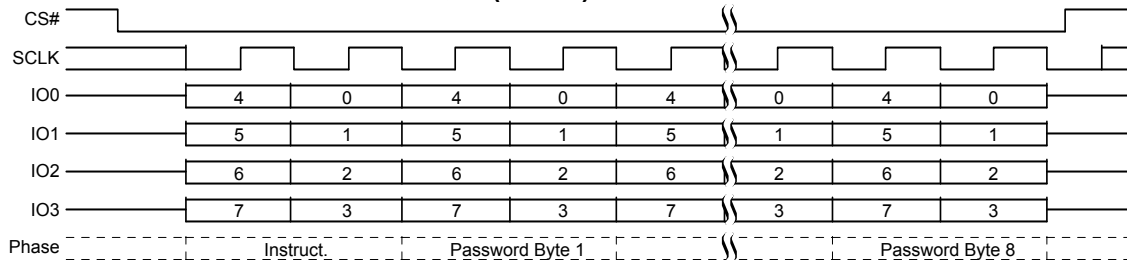 CS#
SCLK
IO0 4 0 4 0 4 0 4 0
IO1 5 1 5 1 5 1 5 1
IO2 6 2 6 2 6 2 6 2
IO3 7 3 7 3 7 3 7 3
Phase Instruct. Password Byte 1 Password Byte 8